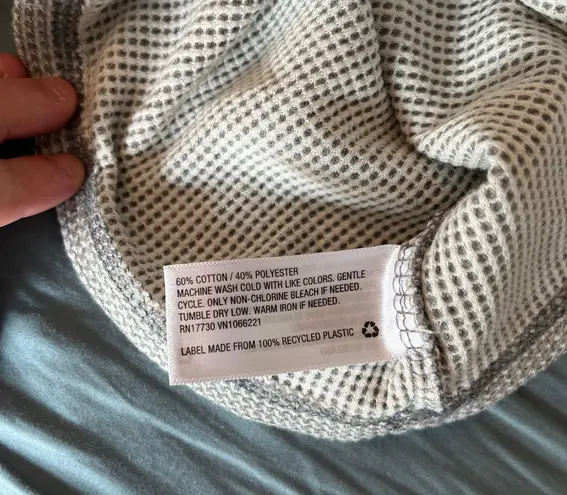 60% COTTON / 40% POLYESTER
MACHINE WASH COLD WITH LIKE COLORS. GENTLE
CYCLE. ONLY NON-CHLORINE BLEACH IF NEEDED.
TUMBLE DRY LOW. WARM IRON IF NEEDED.
RN17730 VN1066221
LABEL MADE FROM 100% RECYCLED PLASTIC